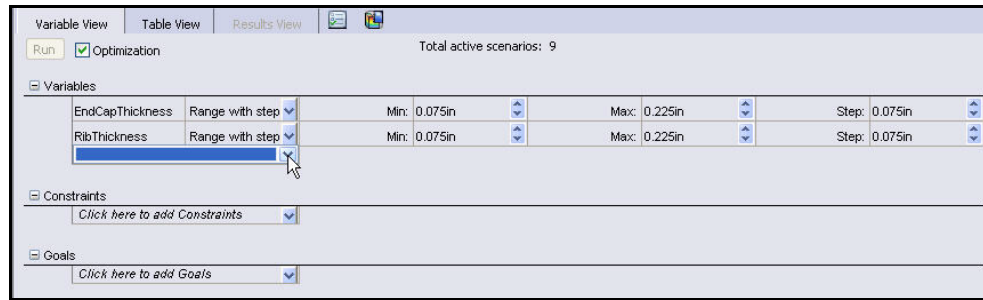 Variable View Table View Results View
Run Optimization Total active scenarios: 9
Variables
EndCapThickness Range with step Min: 0.075in Max: 0.225in Step: 0.075in
RibThickness Range with step Min: 0.075in Max: 0.225in Step: 0.075in
Constraints
Click here to add Constraints
Goals
Click here to add Goals